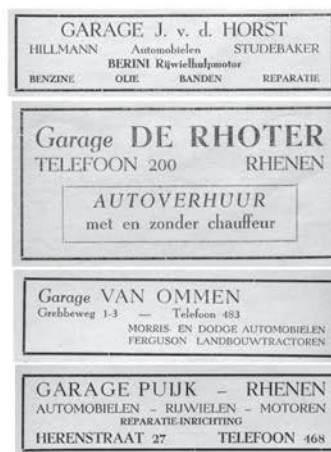 GARAGE J. v. d. HORST
HILLMANN Automobielen STUDEBAKER
BERINI Rijwielhulpmotor
BENZINE OLIE BANDEN REPARATIE
Garage DE RHOTER
TELEFOON 200 RHENEN
AUTOVERHUUR
met en zonder chauffeur
Garage VAN OMMEN
Grebbeweg 1-3 — Telefoon 483
MORRIS- EN DODGE AUTOMOBIELEN
FERGUSON LANDBOUWTRACTOREN
GARAGE PUIJK – RHENEN
AUTOMOBIELEN – RIJWIELEN – MOTOREN
REPARATIE-INRICHTING
HERENSTRAAT 27 TELEFOON 468